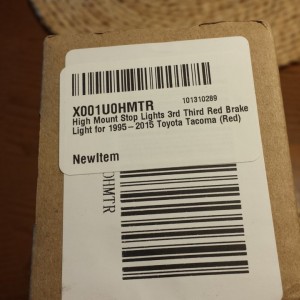 X001U0HMTR
101310289
High Mount Stop Lights 3rd Third Red Brake
Light for 1995-2015 Toyota Tacoma (Red)
NewItem
0HMTR